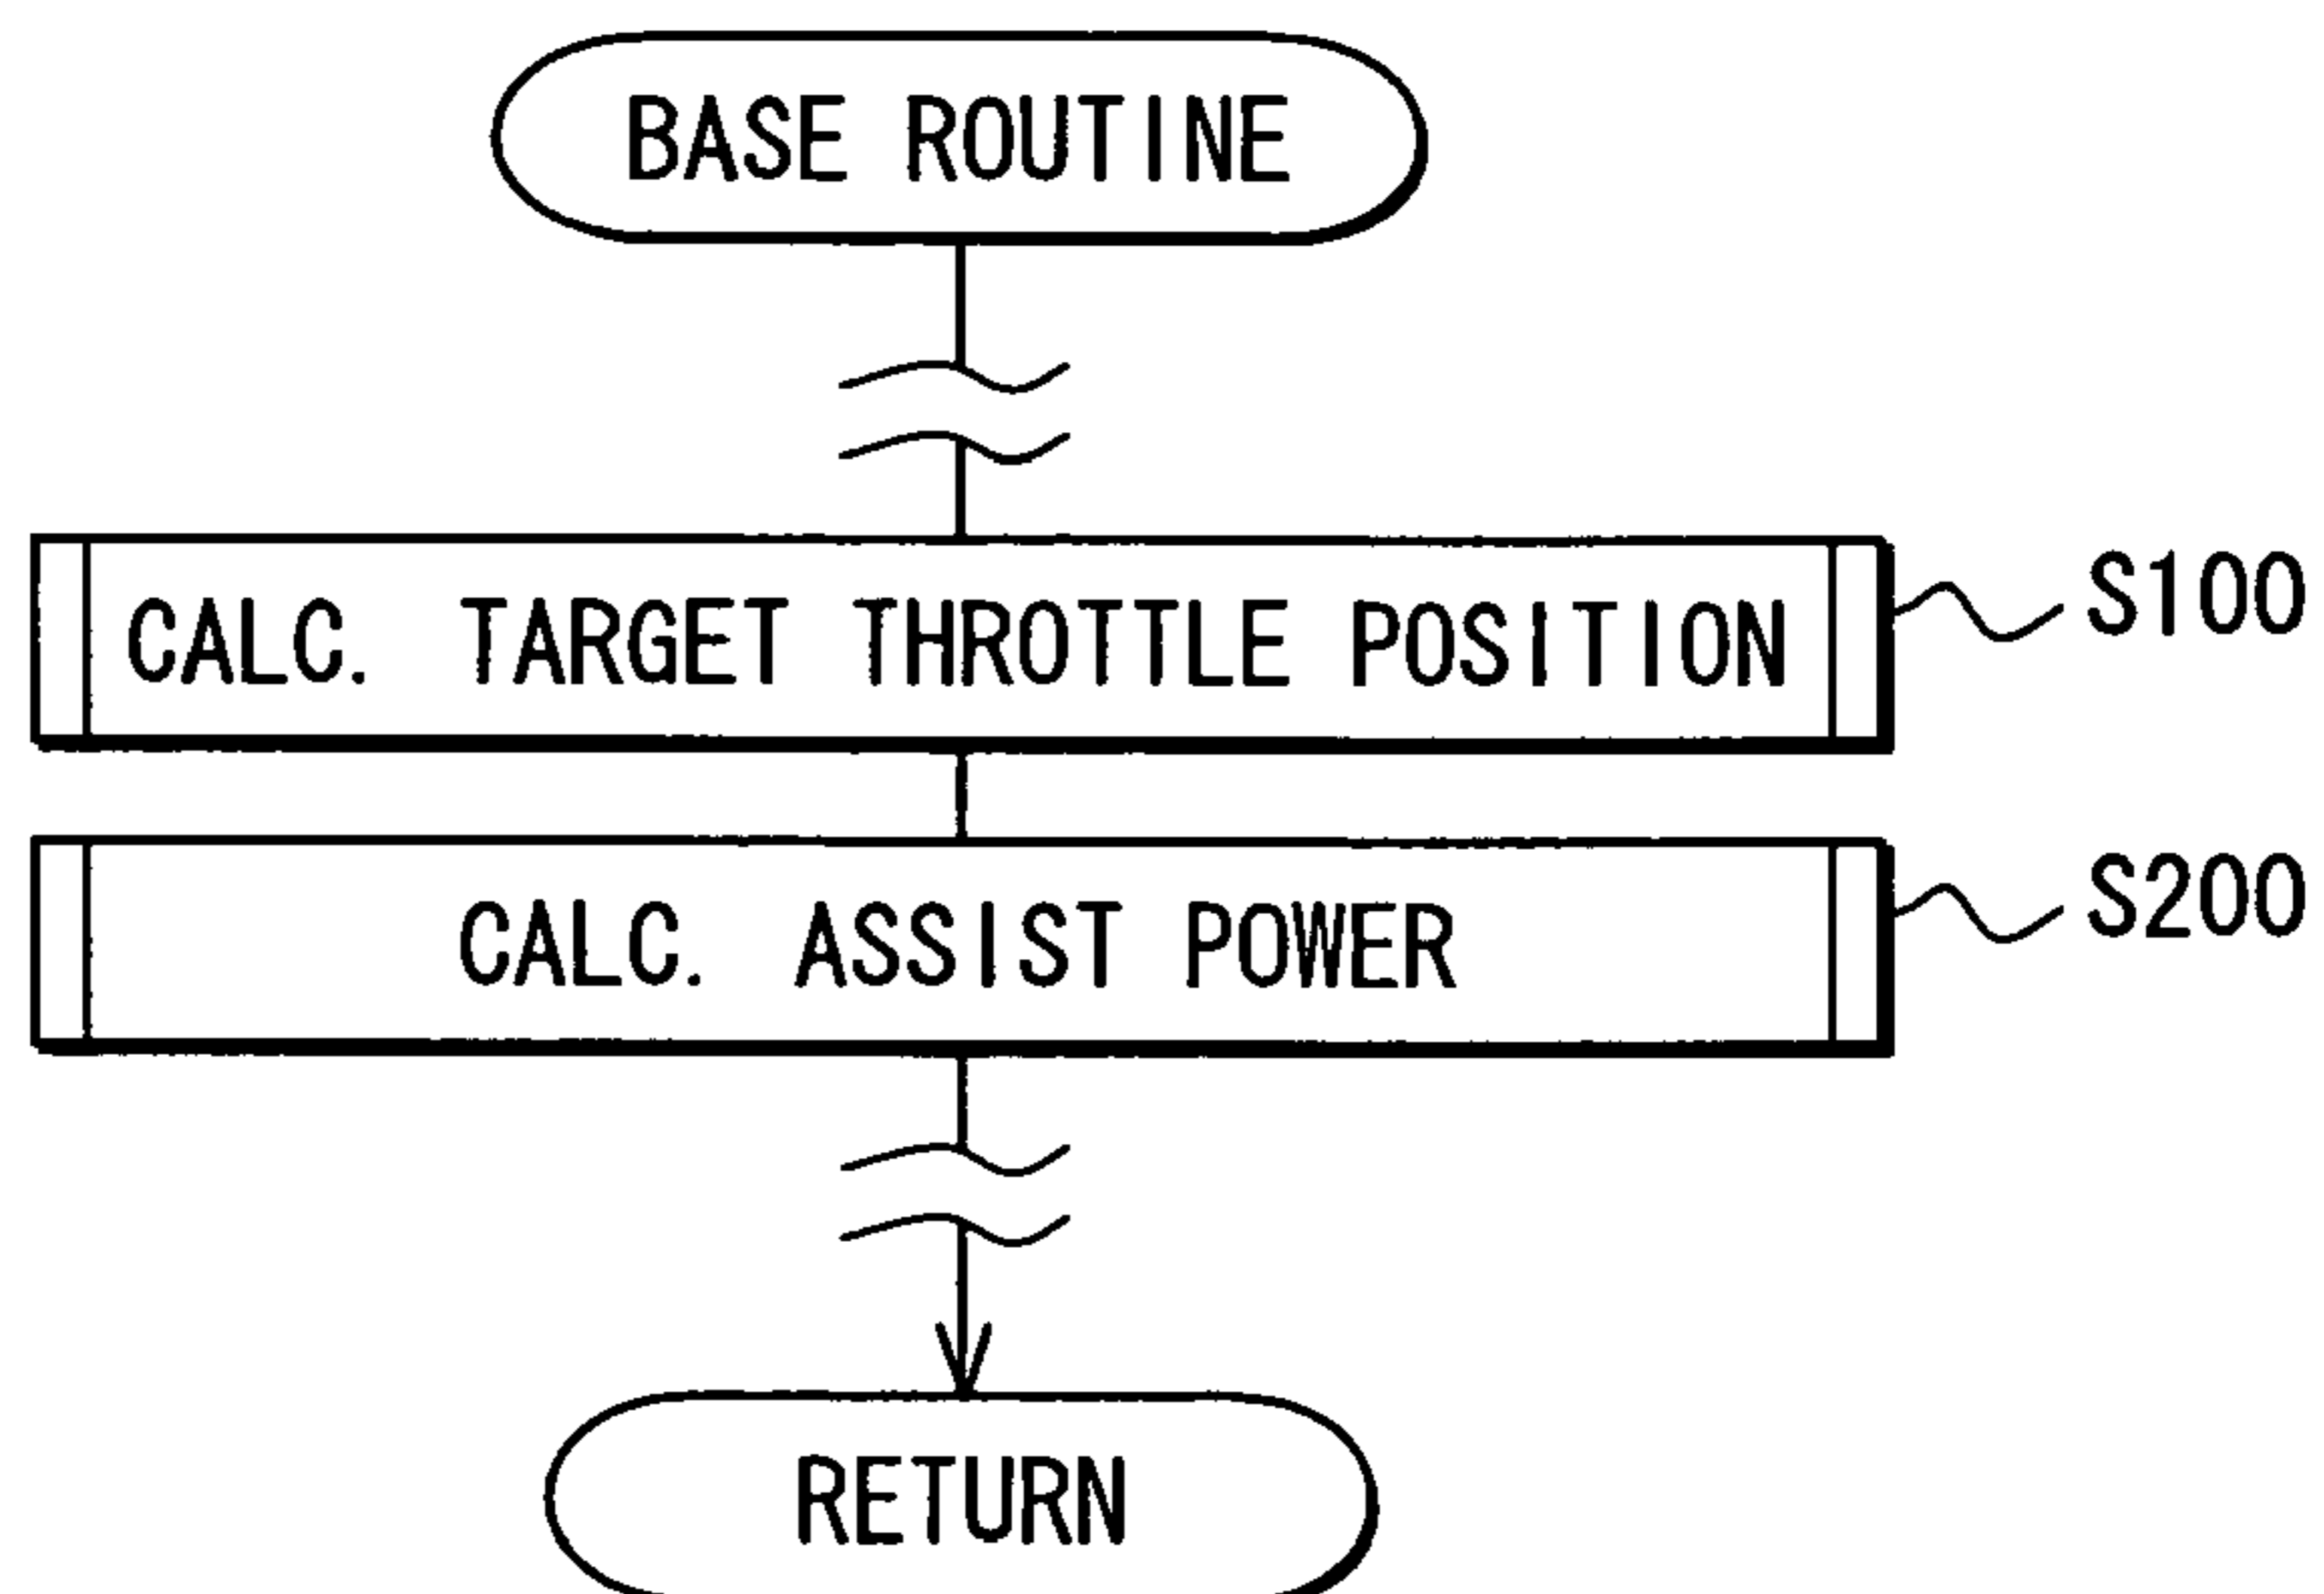 BASE ROUTINE
CALC. TARGET THROTTLE POSITION
S100
CALC. ASSIST POWER
S200
RETURN